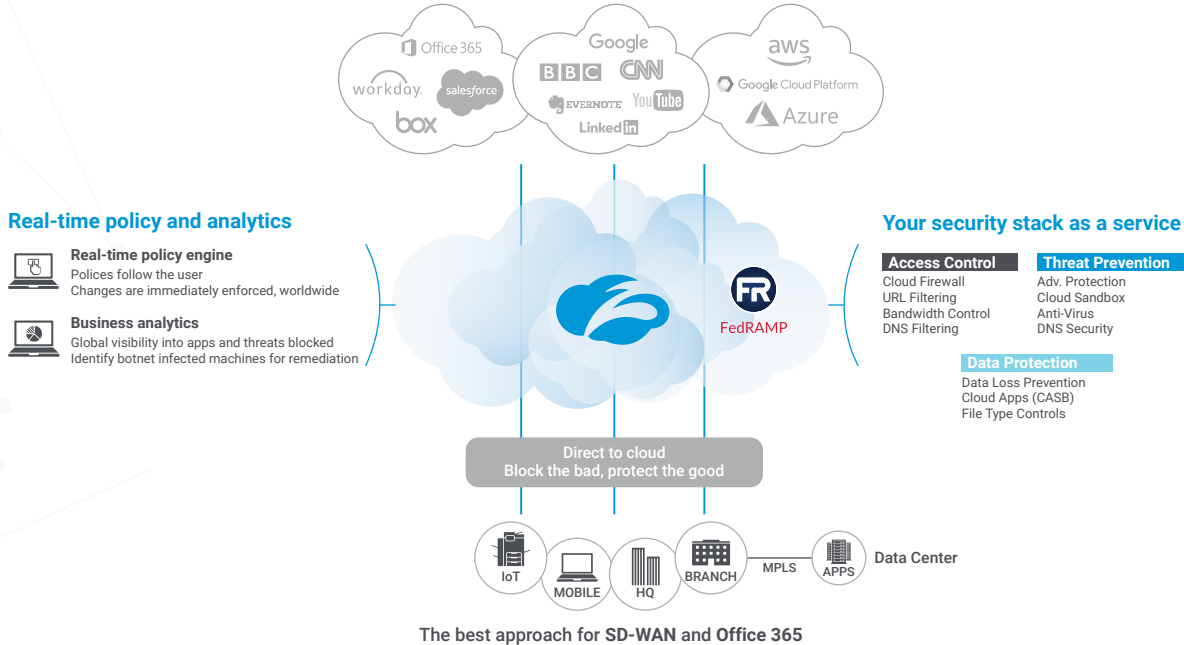 Office 365
workday.
salesforce
box
Google
BBC
CNN
EVERNOTE
YouTube
Linked in
aws
Google Cloud Platform
Azure
Real-time policy and analytics
Real-time policy engine
Polices follow the user
Changes are immediately enforced, worldwide
Business analytics
Global visibility into apps and threats blocked
Identify botnet infected machines for remediation
FR
FedRAMP
Your security stack as a service
Access Control
Cloud Firewall
URL Filtering
Bandwidth Control
DNS Filtering
Threat Prevention
Adv. Protection
Cloud Sandbox
Anti-Virus
DNS Security
Data Protection
Data Loss Prevention
Cloud Apps (CASB)
File Type Controls
Direct to cloud
Block the bad, protect the good
IoT
MOBILE
HQ
BRANCH
MPLS
APPS
Data Center
The best approach for SD-WAN and Office 365